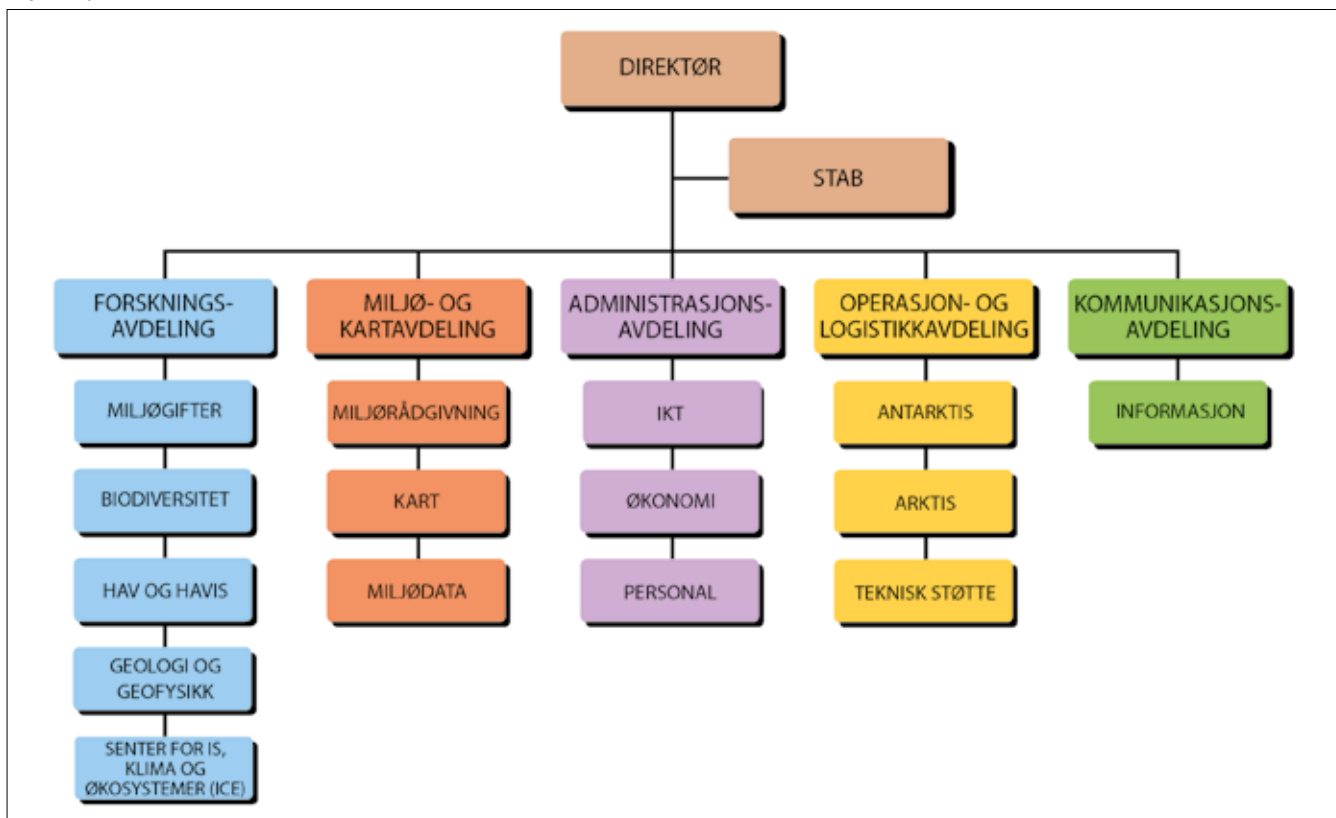 DIREKTØR
STAB
FORSKNINGS-
AVDELING
MILJØ- OG
KARTAVDELING
ADMINISTRASJONS-
AVDELING
OPERASJON- OG
LOGISTIKKAVDELING
KOMMUNIKASJONS-
AVDELING
MILJØGIFTER
MILJØRÅDGIVNING
IKT
ANTARKTIS
INFORMASJON
BIODIVERSITET
KART
ØKONOMI
ARKTIS
HAV OG HAVIS
MILJØDATA
PERSONAL
TEKNISK STØTTE
GEOLOGI OG
GEOFYSIKK
SENTER FOR IS,
KLIMA OG
ØKOSYSTEMER (ICE)